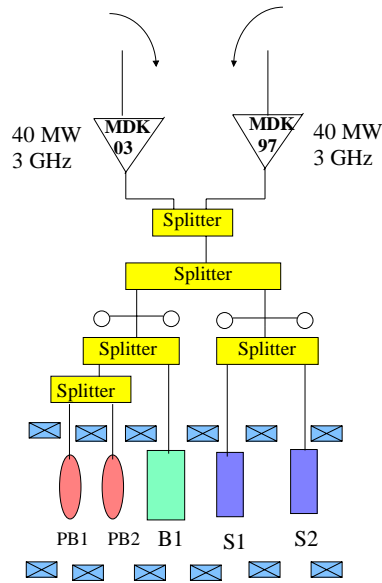 MDK
03
40 MW
3 GHz
MDK
97
40 MW
3 GHz
Splitter
Splitter
Splitter
Splitter
Splitter
PB1
PB2
B1
S1
S2